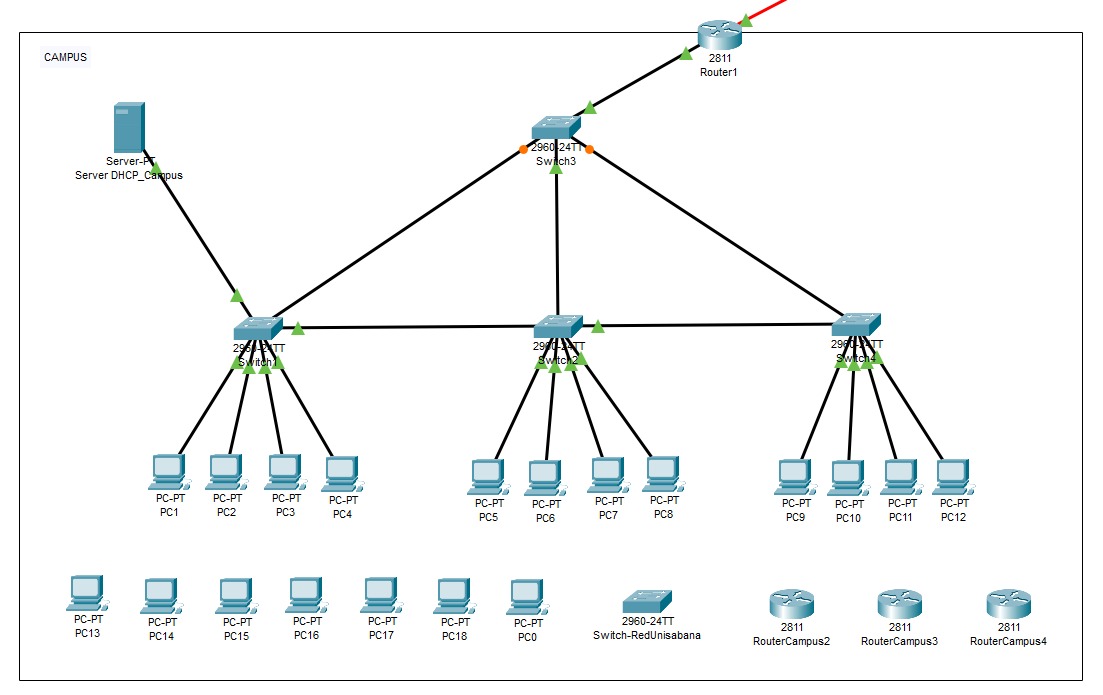 CAMPUS
2811
Router1
2960-24TT
Switch3
Server-PT
Server DHCP_Campus
2960-24TT
Switch1
2960-24TT
Switch2
2960-24TT
Switch4
PC-PT
PC1
PC-PT
PC2
PC-PT
PC3
PC-PT
PC4
PC-PT
PC5
PC-PT
PC6
PC-PT
PC7
PC-PT
PC8
PC-PT
PC9
PC-PT
PC10
PC-PT
PC11
PC-PT
PC12
PC-PT
PC13
PC-PT
PC14
PC-PT
PC15
PC-PT
PC16
PC-PT
PC17
PC-PT
PC18
PC-PT
PC0
2960-24TT
Switch-RedUnisabana
2811
RouterCampus2
2811
RouterCampus3
2811
RouterCampus4